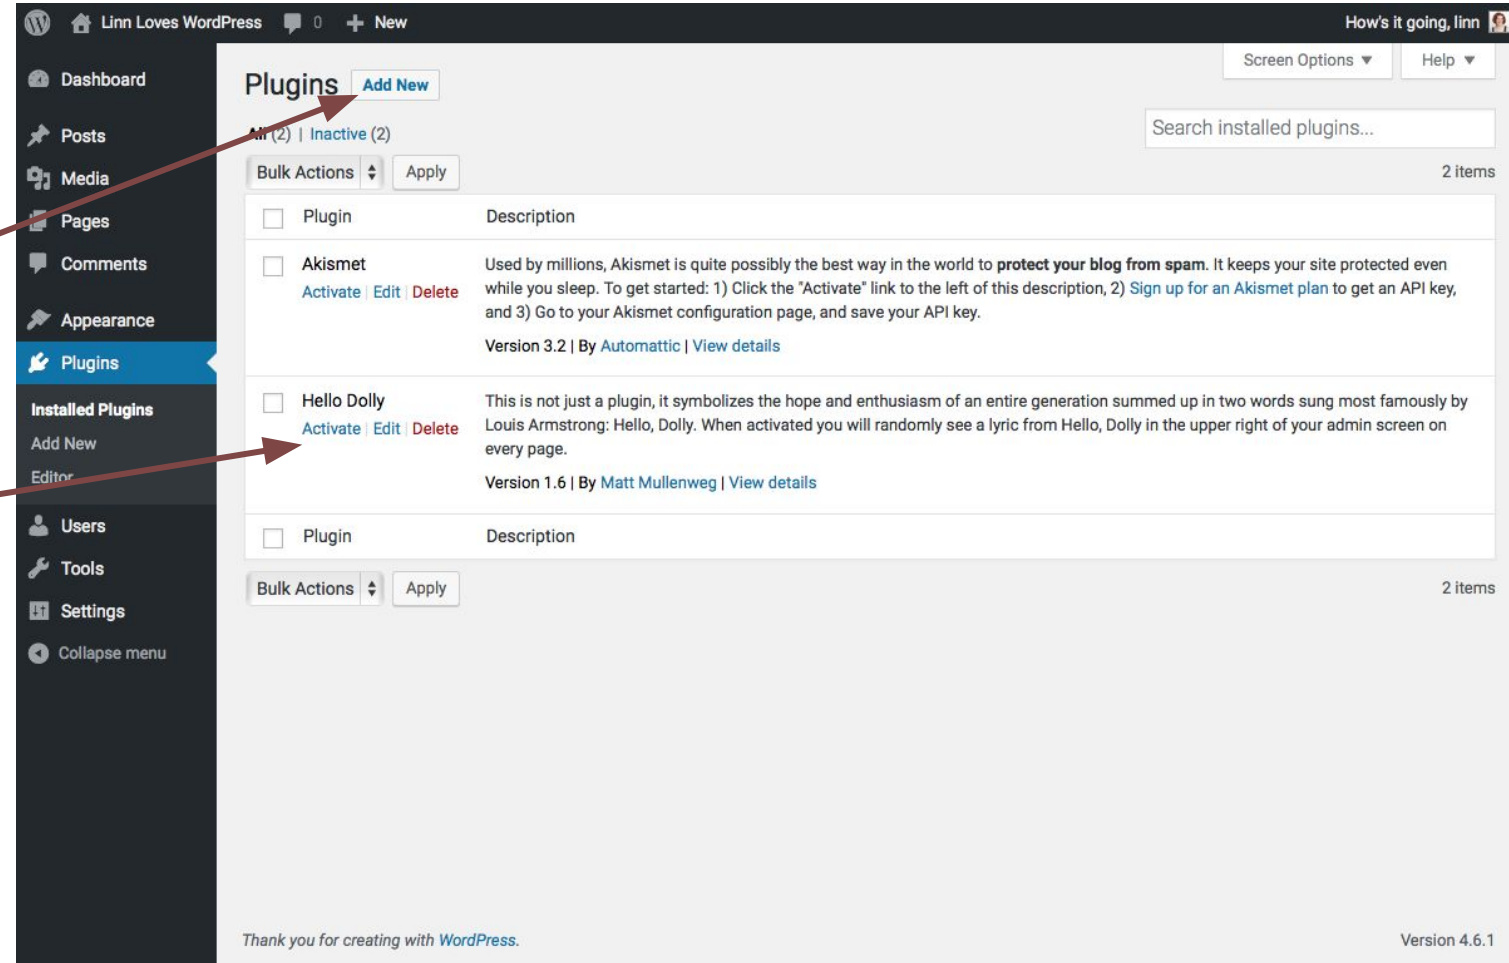 Linn Loves WordPress 0 New How's it going, linn
Screen Options Help
Dashboard
Posts
Media
Pages
Comments
Appearance
Plugins
Installed Plugins
Add New
Editor
Users
Tools
Settings
Collapse menu
Plugins Add New
All (2) | Inactive (2)
Search installed plugins...
Bulk Actions Apply 2 items
Plugin Description
Akismet
Activate | Edit | Delete
Used by millions, Akismet is quite possibly the best way in the world to protect your blog from spam. It keeps your site protected even
while you sleep. To get started: 1) Click the "Activate" link to the left of this description, 2) Sign up for an Akismet plan to get an API key,
and 3) Go to your Akismet configuration page, and save your API key.
Version 3.2 | By Automattic | View details
Hello Dolly
Activate | Edit | Delete
This is not just a plugin, it symbolizes the hope and enthusiasm of an entire generation summed up in two words sung most famously by
Louis Armstrong: Hello, Dolly. When activated you will randomly see a lyric from Hello, Dolly in the upper right of your admin screen on
every page.
Version 1.6 | By Matt Mullenweg | View details
Plugin Description
Bulk Actions Apply 2 items
Thank you for creating with WordPress. Version 4.6.1